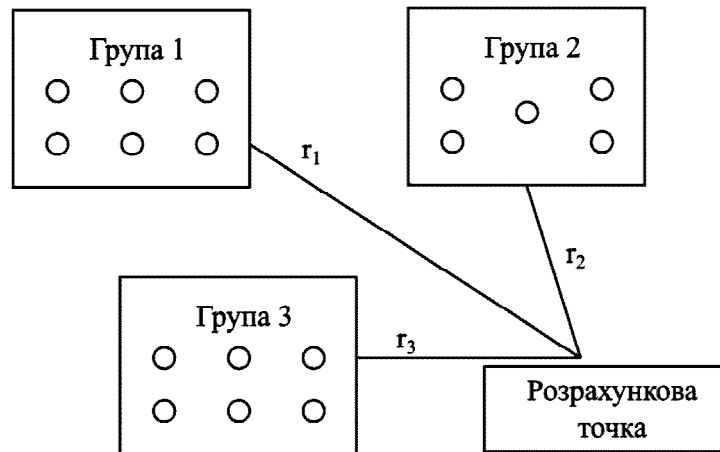 Група 1
Група 2
r₁
r₂
Група 3
r₃
Розрахункова
точка